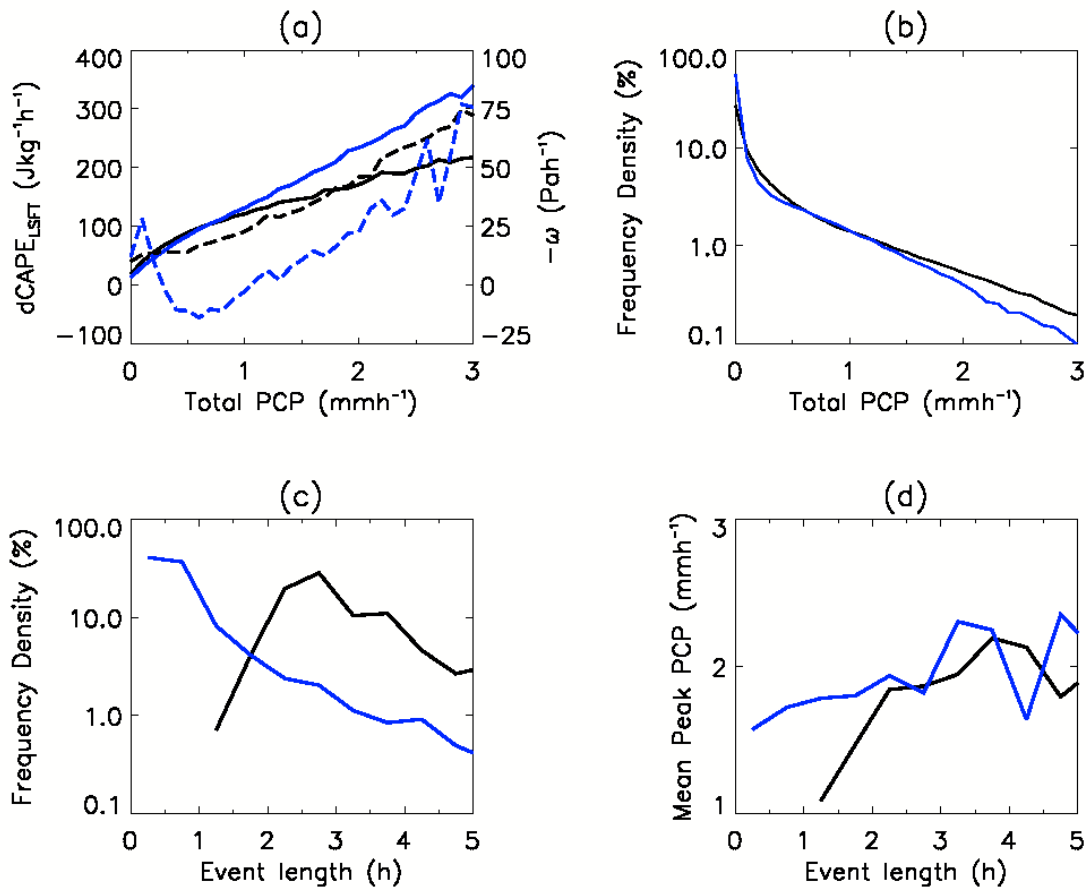 (a)
400
300
200
100
0
−100
dCAPE_LSFT (Jkg⁻¹h⁻¹)
100
75
50
25
0
−25
−ω (Pah⁻¹)
0 1 2 3
Total PCP (mmh⁻¹)
(b)
100.0
10.0
1.0
0.1
Frequency Density (%)
0 1 2 3
Total PCP (mmh⁻¹)
(c)
100.0
10.0
1.0
0.1
Frequency Density (%)
0 1 2 3 4 5
Event length (h)
(d)
3
2
1
Mean Peak PCP (mmh⁻¹)
0 1 2 3 4 5
Event length (h)